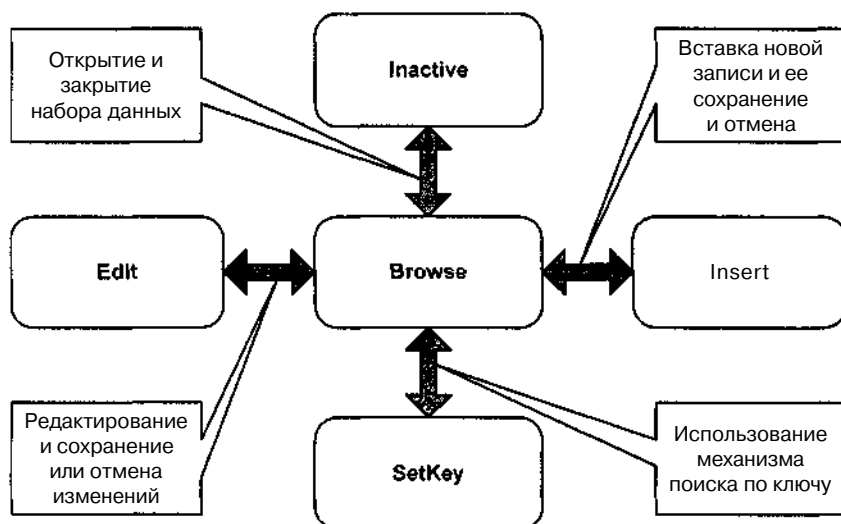 Открытие и
закрытие
набора данных
Inactive
Вставка новой
записи и ее
сохранение
и отмена
Edit
Browse
Insert
Редактирование
и сохранение
или отмена
изменений
SetKey
Использование
механизма
поиска по ключу